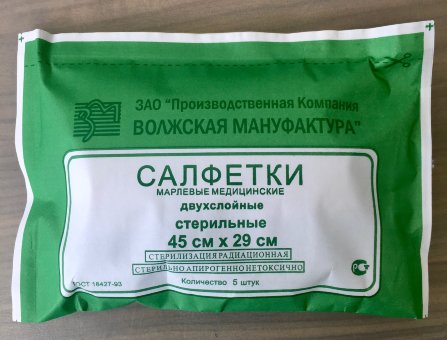 ЗАО "Производственная Компания
ВОЛЖСКАЯ МАНУФАКТУРА"
САЛФЕТКИ
МАРЛЕВЫЕ МЕДИЦИНСКИЕ
двухслойные
стерильные
45 см х 29 см
СТЕРИЛИЗАЦИЯ РАДИАЦИОННАЯ
СТЕРИЛЬНО АПИРОГЕННО НЕТОКСИЧНО
Количество 5 штук
ГОСТ 16427-93